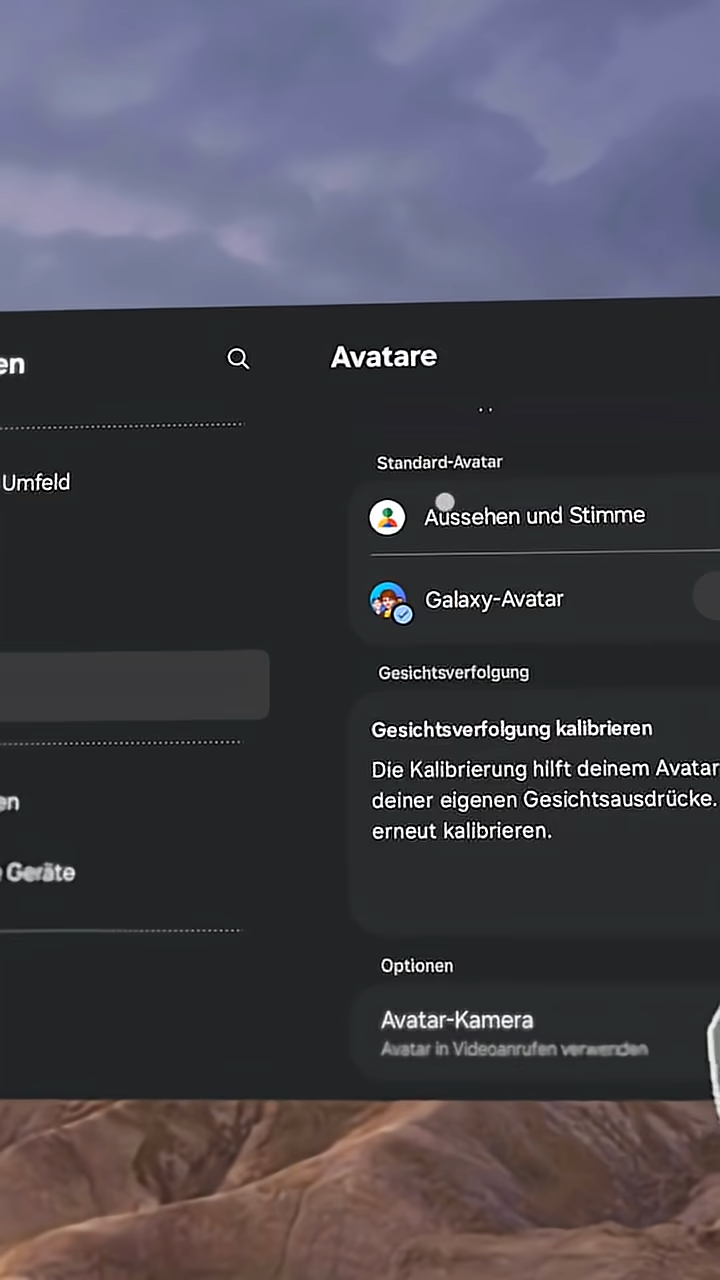 en
Umfeld
en
Geräte
Avatare
Standard-Avatar
Aussehen und Stimme
Galaxy-Avatar
Gesichtsverfolgung
Gesichtsverfolgung kalibrieren
Die Kalibrierung hilft deinem Avatar
deiner eigenen Gesichtsausdrücke.
erneut kalibrieren.
Optionen
Avatar-Kamera
Avatar in Videoanrufen verwenden